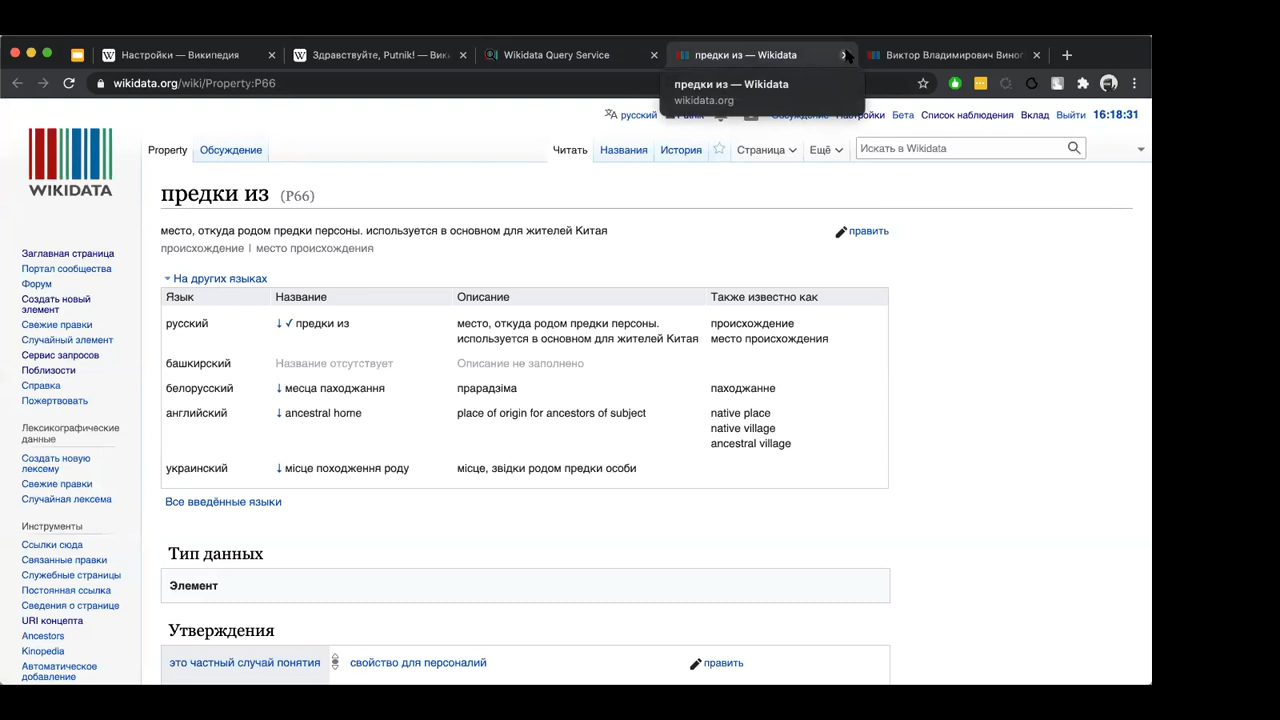 Настройки — Википедия
Здравствуйте, Putnik! — Вик
Wikidata Query Service
предки из — Wikidata
Виктор Владимирович Виног
wikidata.org/wiki/Property:P66
предки из — Wikidata
wikidata.org
русский
Настройки Бета Список наблюдения Вклад Выйти 16:18:31
Property Обсуждение
Читать Названия История Страница Ещё Искать в Wikidata
WIKIDATA
предки из (P66)
место, откуда родом предки персоны. используется в основном для жителей Китая
править
происхождение | место происхождения
На других языках
Язык Название Описание Также известно как
русский ↓ ✓ предки из место, откуда родом предки персоны. происхождение
используется в основном для жителей Китая место происхождения
башкирский Название отсутствует Описание не заполнено
белорусский ↓ месца паходжання прарадзіма паходжанне
английский ↓ ancestral home place of origin for ancestors of subject native place
native village
ancestral village
украинский ↓ місце походження роду місце, звідки родом предки особи
Все введённые языки
Тип данных
Элемент
Утверждения
это частный случай понятия свойство для персоналий править
Заглавная страница
Портал сообщества
Форум
Создать новый
элемент
Свежие правки
Случайный элемент
Сервис запросов
Поблизости
Справка
Пожертвовать
Лексикографические
данные
Создать новую
лексему
Свежие правки
Случайная лексема
Инструменты
Ссылки сюда
Связанные правки
Служебные страницы
Постоянная ссылка
Сведения о странице
URI концепта
Ancestors
Kinopedia
Автоматическое
добавление